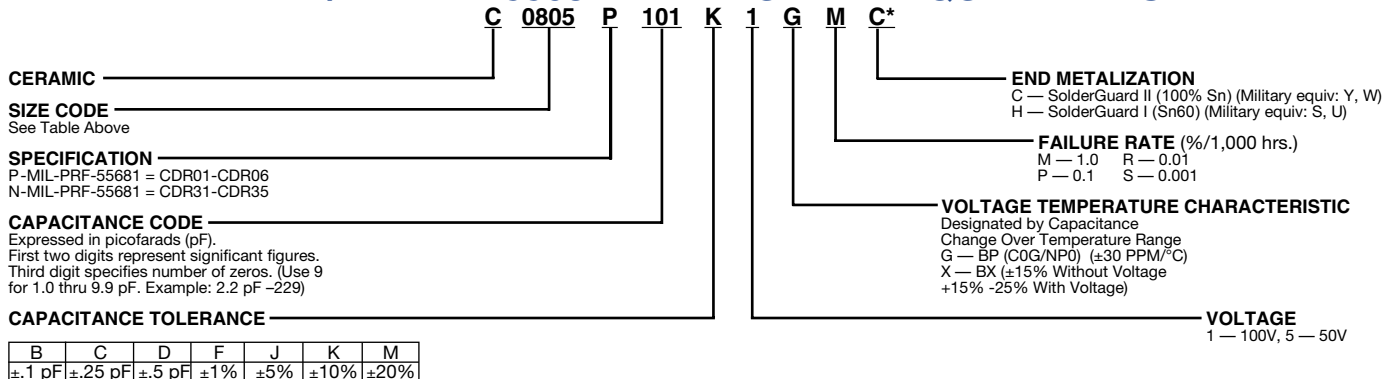 C 0805 P 101 K 1 G M C*
CERAMIC
SIZE CODE
See Table Above
SPECIFICATION
P-MIL-PRF-55681 = CDR01-CDR06
N-MIL-PRF-55681 = CDR31-CDR35
CAPACITANCE CODE
Expressed in picofarads (pF).
First two digits represent significant figures.
Third digit specifies number of zeros. (Use 9
for 1.0 thru 9.9 pF. Example: 2.2 pF –229)
CAPACITANCE TOLERANCE
B C D F J K M
±.1 pF ±.25 pF ±.5 pF ±1% ±5% ±10% ±20%
END METALIZATION
C — SolderGuard II (100% Sn) (Military equiv: Y, W)
H — SolderGuard I (Sn60) (Military equiv: S, U)
FAILURE RATE (%/1,000 hrs.)
M — 1.0 R — 0.01
P — 0.1 S — 0.001
VOLTAGE TEMPERATURE CHARACTERISTIC
Designated by Capacitance
Change Over Temperature Range
G — BP (C0G/NP0) (±30 PPM/°C)
X — BX (±15% Without Voltage
+15% -25% With Voltage)
VOLTAGE
1 — 100V, 5 — 50V